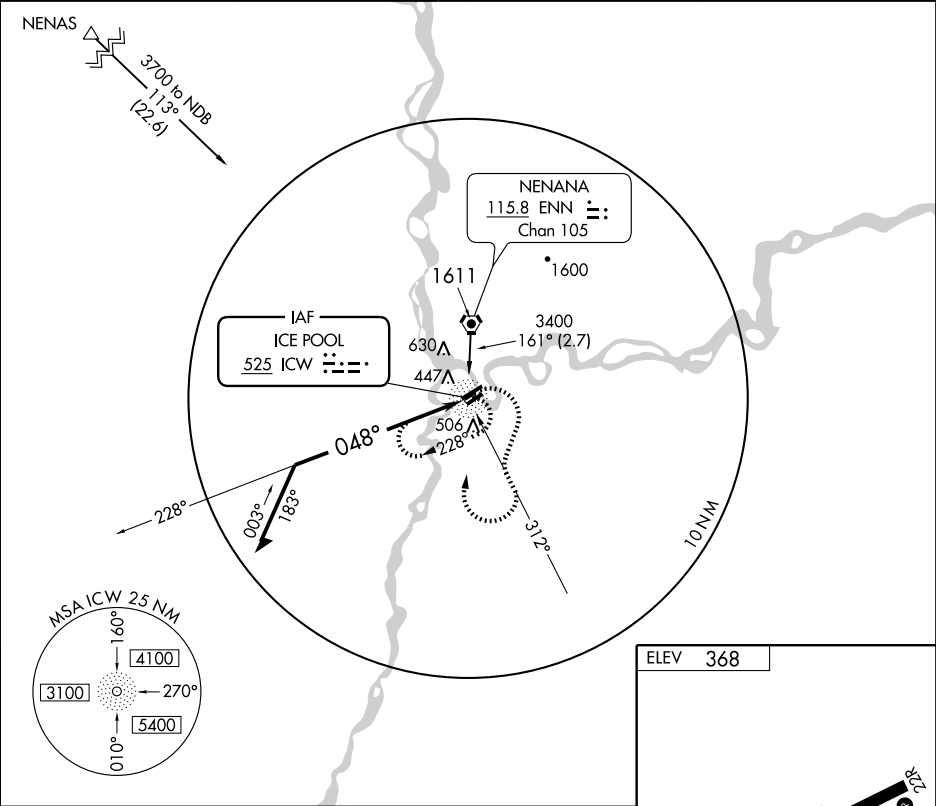 NENAS
3700 to NDB
113°
(22.6)
NENANA
115.8 ENN
Chan 105
1600
1611
IAF
ICE POOL
525 ICW
3400
161° (2.7)
630
447
506
048°
228°
228°
003°
183°
312°
10 NM
MSA ICW 25 NM
160°
4100
3100
270°
5400
010°
ELEV 368
22R